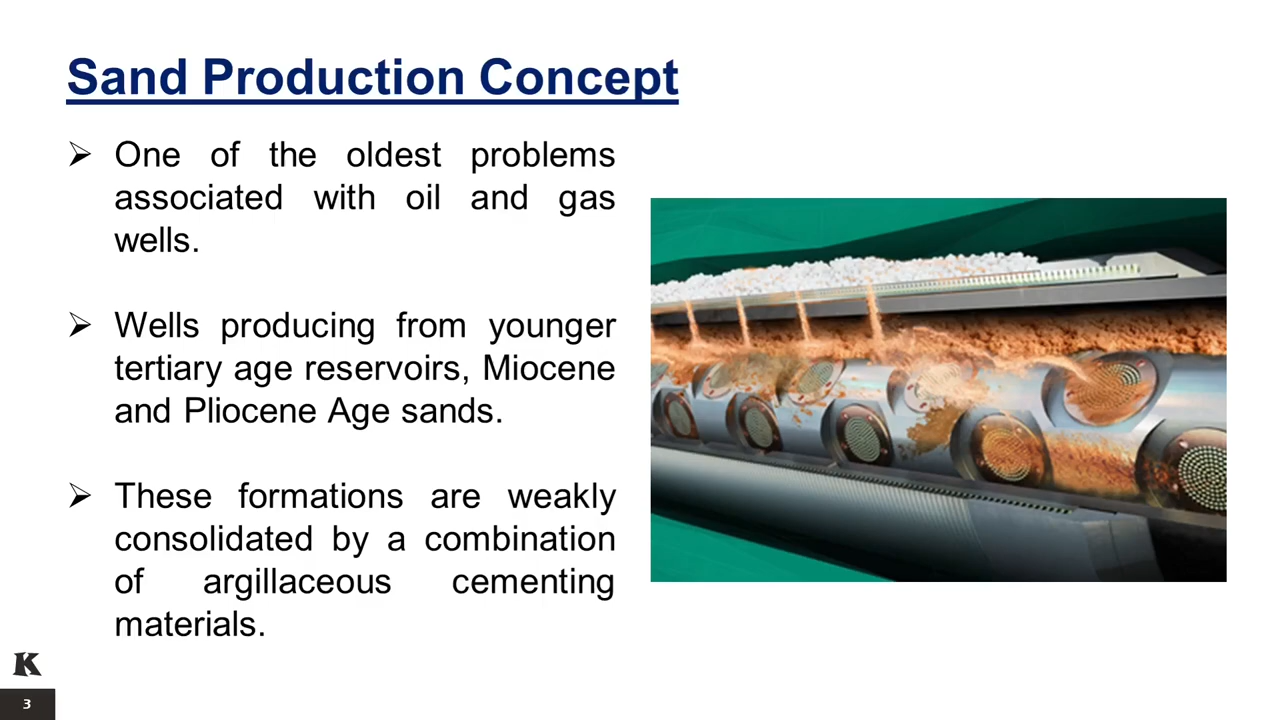 Sand Production Concept
➢ One of the oldest problems
associated with oil and gas
wells.
➢ Wells producing from younger
tertiary age reservoirs, Miocene
and Pliocene Age sands.
➢ These formations are weakly
consolidated by a combination
of argillaceous cementing
materials.
K
3